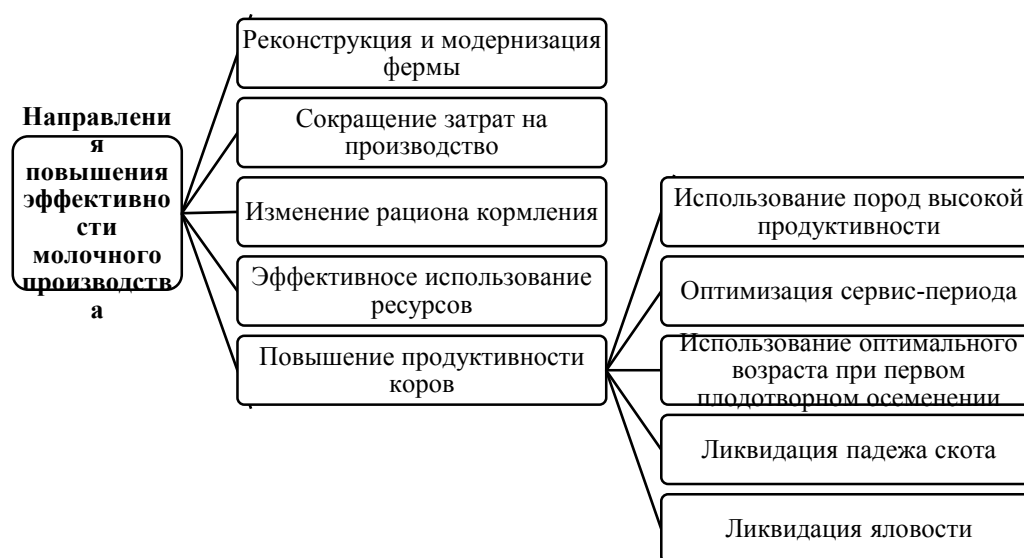 Направлени
я
повышения
эффективно
сти
молочного
производств
а
Реконструкция и модернизация
фермы
Сокращение затрат на
производство
Изменение рациона кормления
Эффективносе использование
ресурсов
Повышение продуктивности
коров
Использование пород высокой
продуктивности
Оптимизация сервис-периода
Использование оптимального
возраста при первом
плодотворном осеменении
Ликвидация падежа скота
Ликвидация яловости